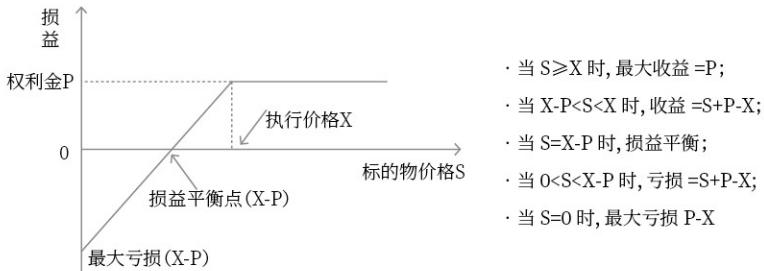 损
益
权利金P
0
执行价格X
标的物价格S
损益平衡点(X-P)
最大亏损(X-P)
· 当 S≥X 时, 最大收益 =P;
· 当 X-P<S<X 时, 收益 =S+P-X;
· 当 S=X-P 时, 损益平衡;
· 当 0<S<X-P 时, 亏损 =S+P-X;
· 当 S=0 时, 最大亏损 P-X